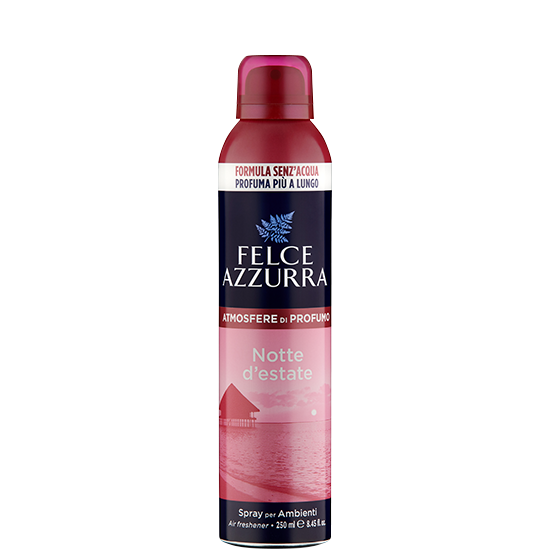 FORMULA SENZ'ACQUA
PROFUMA PIÙ A LUNGO
FELCE
AZZURRA
ATMOSFERE DI PROFUMO
Notte
d'estate
Spray per Ambienti
Air freshener • 250 ml ℮ 8.45 fl. oz.